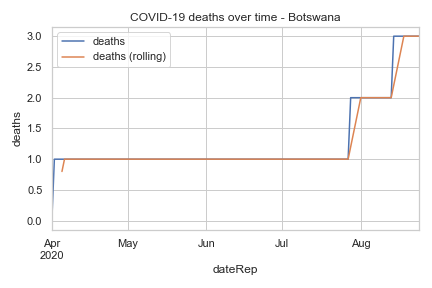 COVID-19 deaths over time - Botswana
deaths
deaths (rolling)
3.0
2.5
2.0
1.5
1.0
0.5
0.0
deaths
Apr May Jun Jul Aug
2020
dateRep